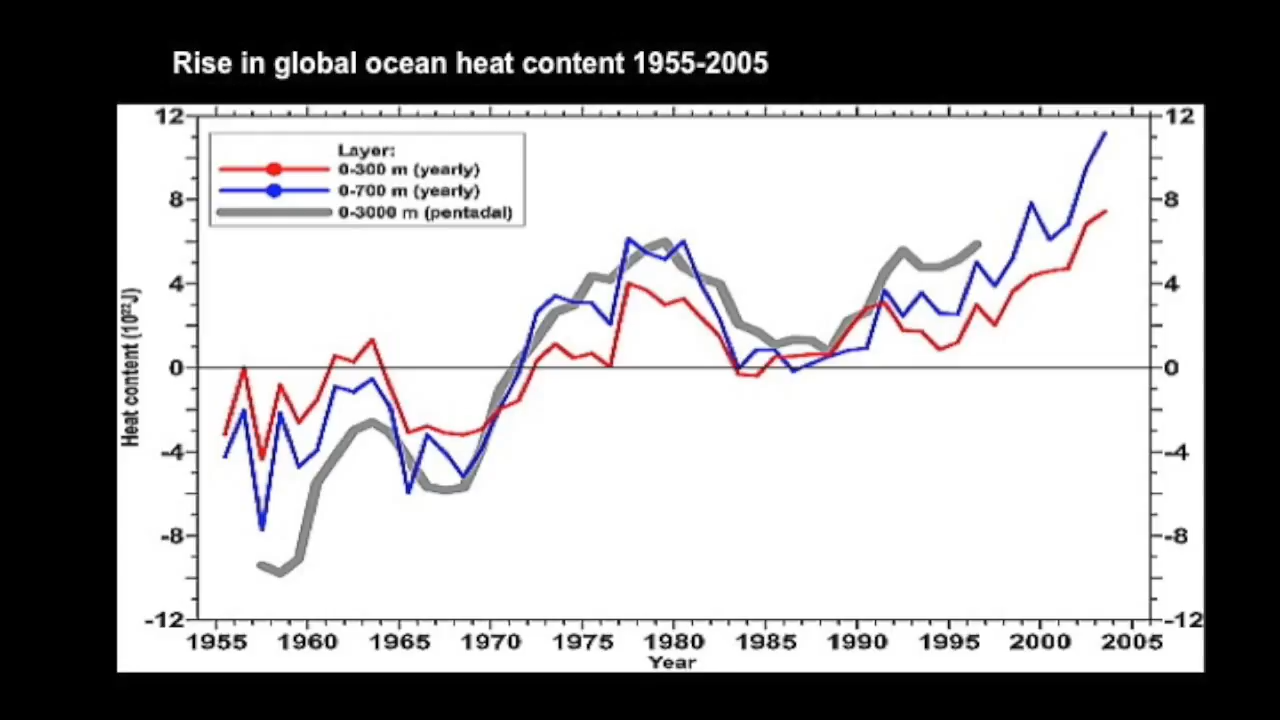 Rise in global ocean heat content 1955-2005
Layer:
0-300 m (yearly)
0-700 m (yearly)
0-3000 m (pentadal)
Heat content (10²²J)
12
8
4
0
-4
-8
-12
12
8
4
0
-4
-8
-12
1955 1960 1965 1970 1975 1980 1985 1990 1995 2000 2005
Year